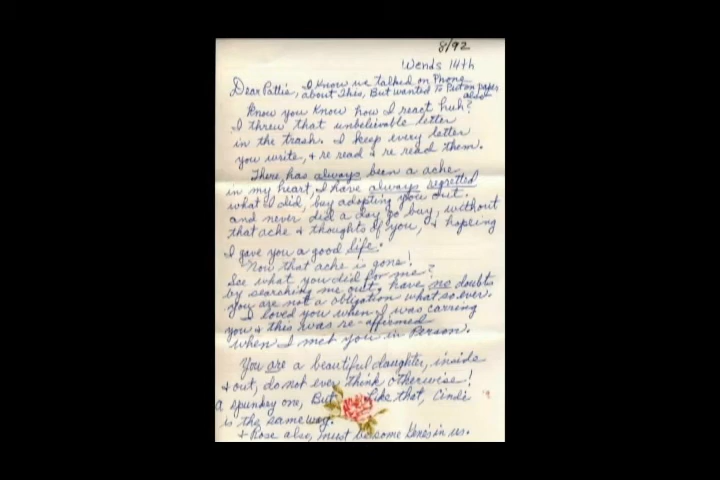 8/92
Wends 14th
Dear Pattie, I know we talked on Phone
about This, But wanted To Put on paper
also
Know you know how I react huh?
I threw that unbelievable letter
in the trash. I keep every letter
you write, & re read & re read them.
There has always been a ache
in my heart, I have always regretted
what I did, buy adopting you out.
and never did a day go buy, without
that ache & thoughts of you, & hopeing
I gave you a good life.
Now that ache is gone!
See what you did for me?
by searching me out, have no doubts
you are not a obligation what so ever.
I loved you when I was carring
you & this was re-affirmed
when I met you in Person.
You are a beautiful daughter, inside
& out, do not ever think otherwise!
a spunkey one, But Like that, Cindi
is the same way.
& Rose also, must be some Gene's in us.